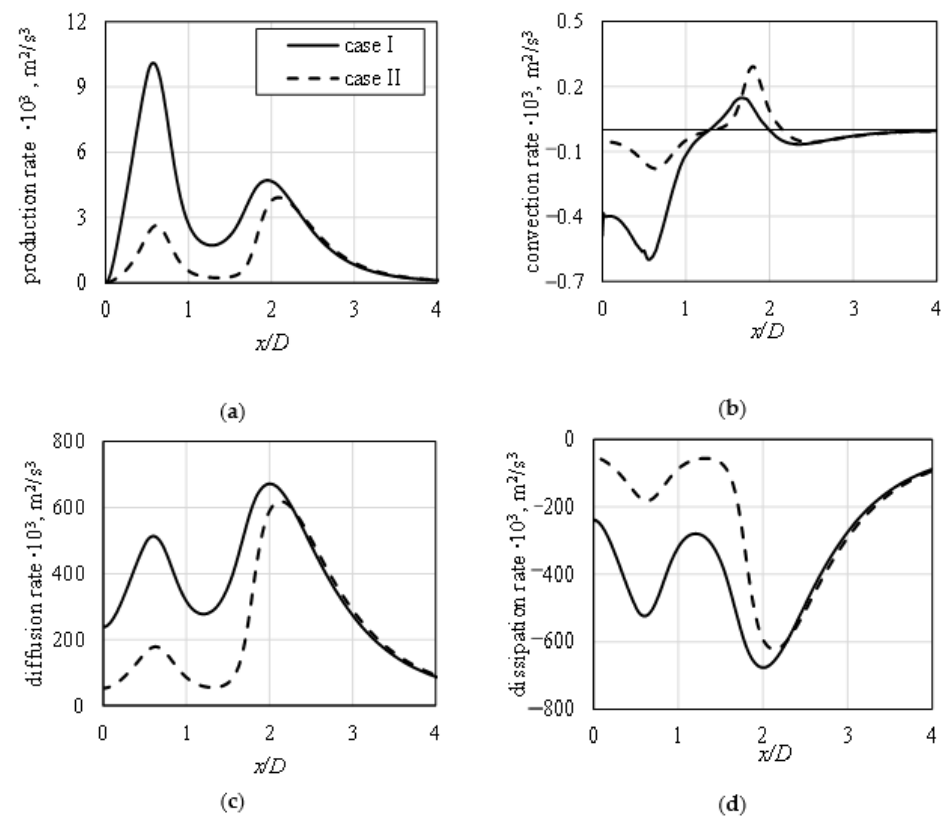 production rate ·10³ , m²/s³
12
9
6
3
0
case I
case II
0 1 2 3 4
x/D
(a)
convection rate ·10³, m²/s³
0.5
0.2
−0.1
−0.4
−0.7
0 1 2 3 4
x/D
(b)
diffusion rate ·10³, m²/s³
800
600
400
200
0
0 1 2 3 4
x/D
(c)
dissipation rate ·10³, m²/s³
0
−200
−400
−600
−800
0 1 2 3 4
x/D
(d)